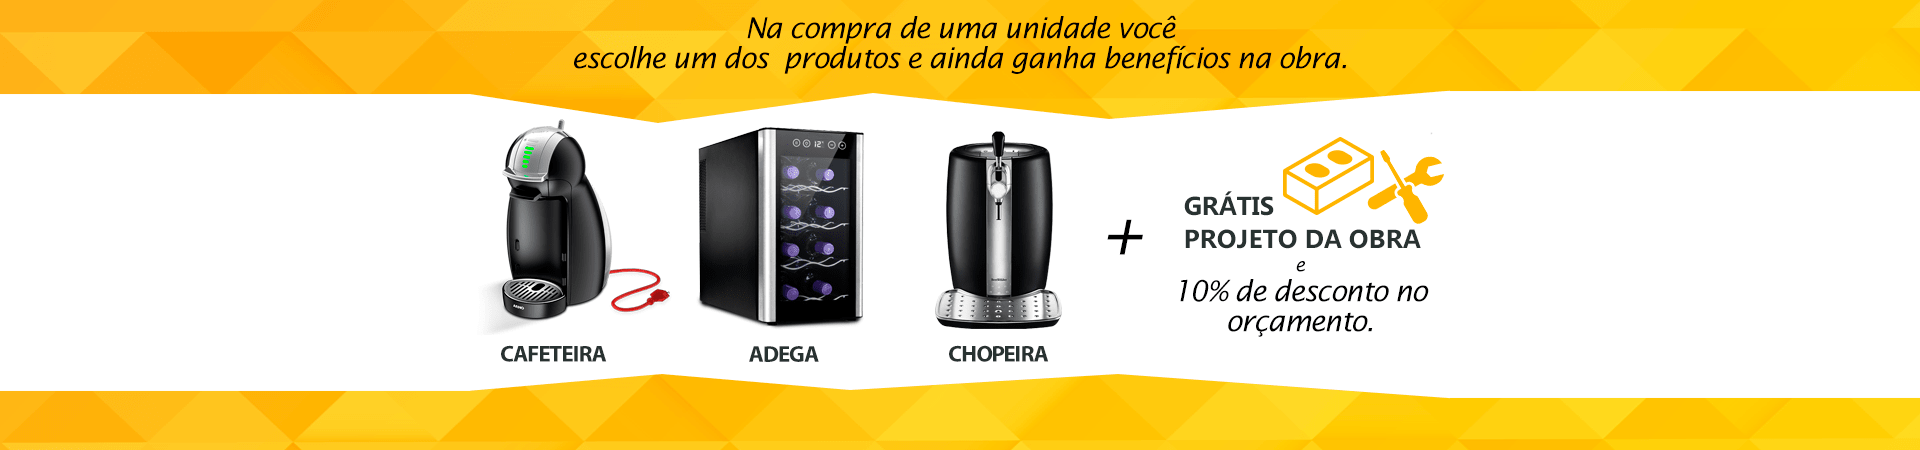 Na compra de uma unidade você
escolhe um dos produtos e ainda ganha benefícios na obra.
12°
CAFETEIRA
ADEGA
CHOPEIRA
+
GRÁTIS
PROJETO DA OBRA
e
10% de desconto no
orçamento.